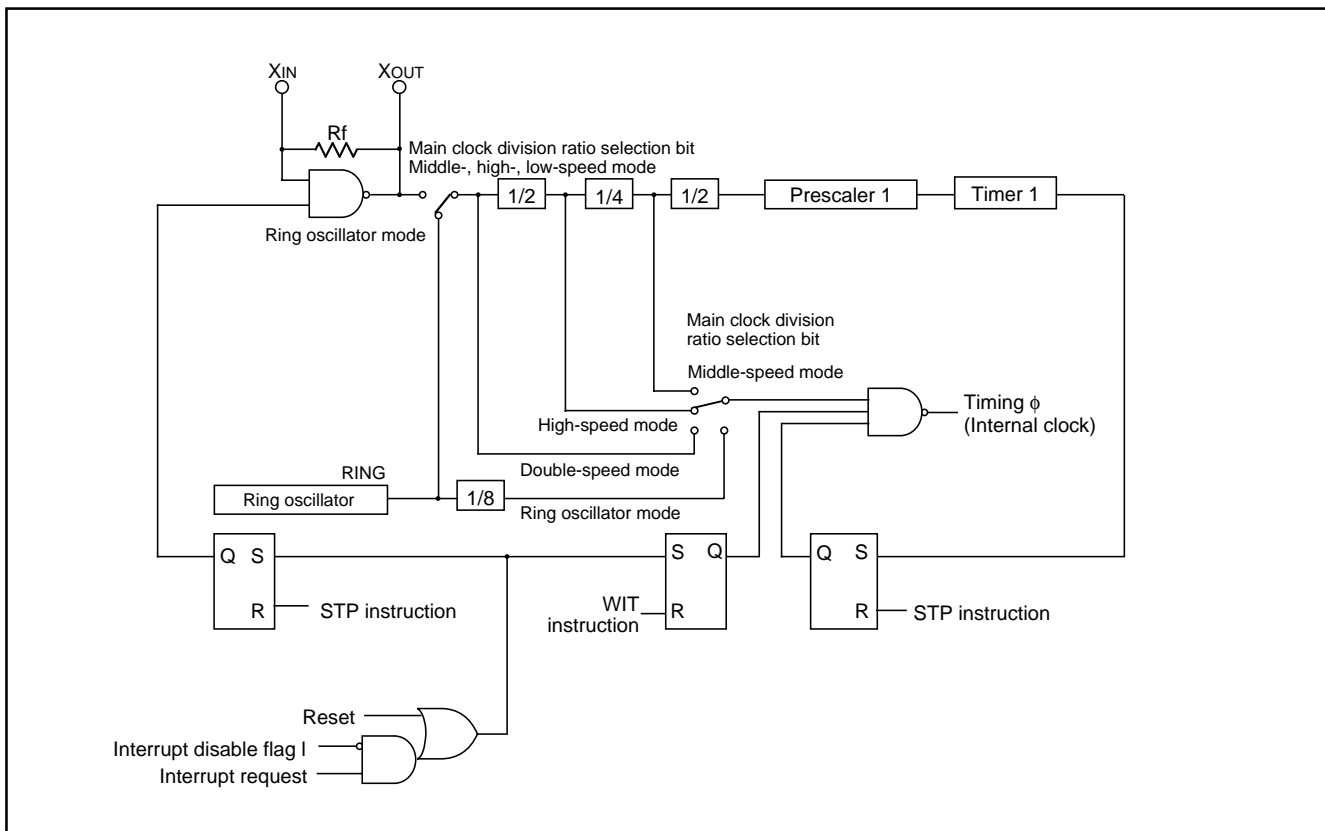 XIN
XOUT
Rf
Main clock division ratio selection bit
Middle-, high-, low-speed mode
1/2
1/4
1/2
Prescaler 1
Timer 1
Ring oscillator mode
Main clock division
ratio selection bit
Middle-speed mode
Timing ϕ
(Internal clock)
High-speed mode
Double-speed mode
RING
Ring oscillator
1/8
Ring oscillator mode
Q
S
R
STP instruction
S
Q
R
WIT
instruction
Q
S
R
STP instruction
Reset
Interrupt disable flag I
Interrupt request